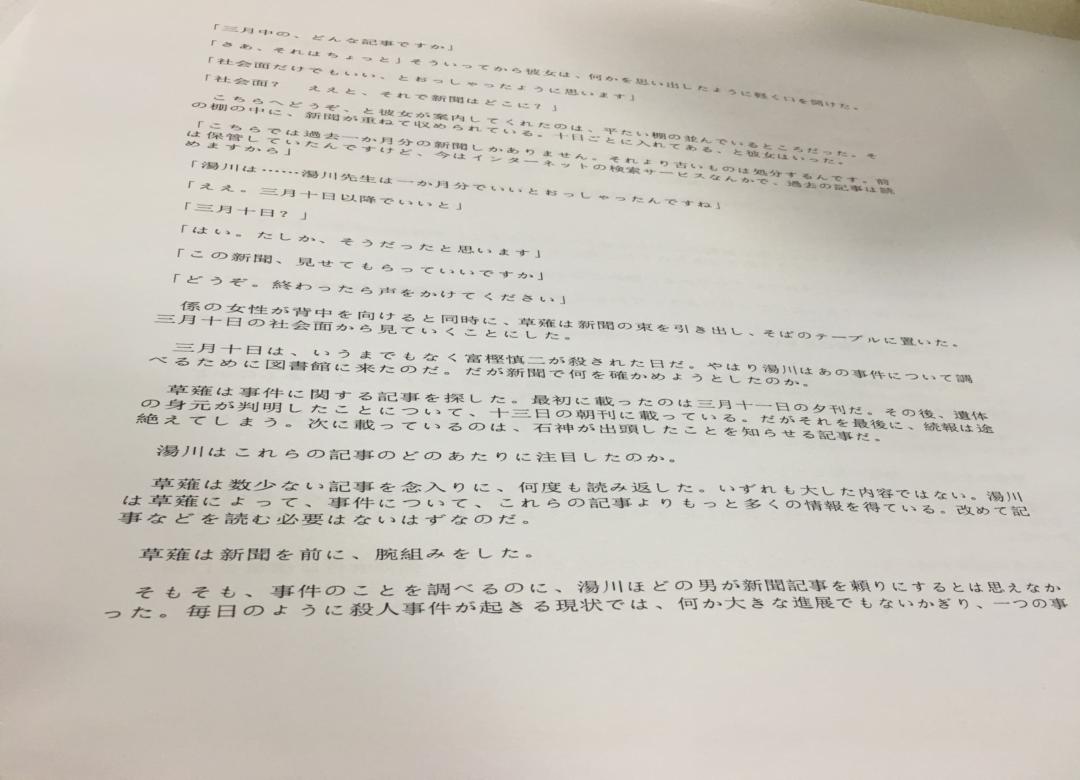 「三月中の、どんな記事ですか」
「さあ、それはちょっと」そういってから彼女は、何かを思い出したように軽く口を開けた。
「社会面だけでもいい、とおっしゃったように思います」
「社会面？　ええと、それで新聞はどこに？」
こちらへどうぞ、と彼女が案内してくれたのは、平たい棚の並んでいるところだった。そ
の棚の中に、新聞が重ねて収められている。十日ごとに入れてある、と彼女はいった。
「こちらでは過去一か月分の新聞しかありません。それより古いものは処分するんです。前
は保管していたんですけど、今はインターネットの検索サービスなんかで、過去の記事は読
めますから」
「湯川は……湯川先生は一か月分でいいとおっしゃったんですね」
「ええ。三月十日以降でいいと」
「三月十日？」
「はい。たしか、そうだったと思います」
「この新聞、見せてもらっていいですか」
「どうぞ。終わったら声をかけてください」
係の女性が背中を向けると同時に、草薙は新聞の束を引き出し、そばのテーブルに置いた。
三月十日の社会面から見ていくことにした。
三月十日は、いうまでもなく富樫慎二が殺された日だ。やはり湯川はあの事件について調
べるために図書館に来たのだ。だが新聞で何を確かめようとしたのか。
草薙は事件に関する記事を探した。最初に載ったのは三月十一日の夕刊だ。その後、遺体
の身元が判明したことについて、十三日の朝刊に載っている。だがそれを最後に、続報は途
絶えてしまう。次に載っているのは、石神が出頭したことを知らせる記事だ。
湯川はこれらの記事のどのあたりに注目したのか。
草薙は数少ない記事を念入りに、何度も読み返した。いずれも大した内容ではない。湯川
は草薙によって、事件について、これらの記事よりもっと多くの情報を得ている。改めて記
事などを読む必要はないはずなのだ。
草薙は新聞を前に、腕組みをした。
そもそも、事件のことを調べるのに、湯川ほどの男が新聞記事を頼りにするとは思えなか
った。毎日のように殺人事件が起きる現状では、何か大きな進展でもないかぎり、一つの事